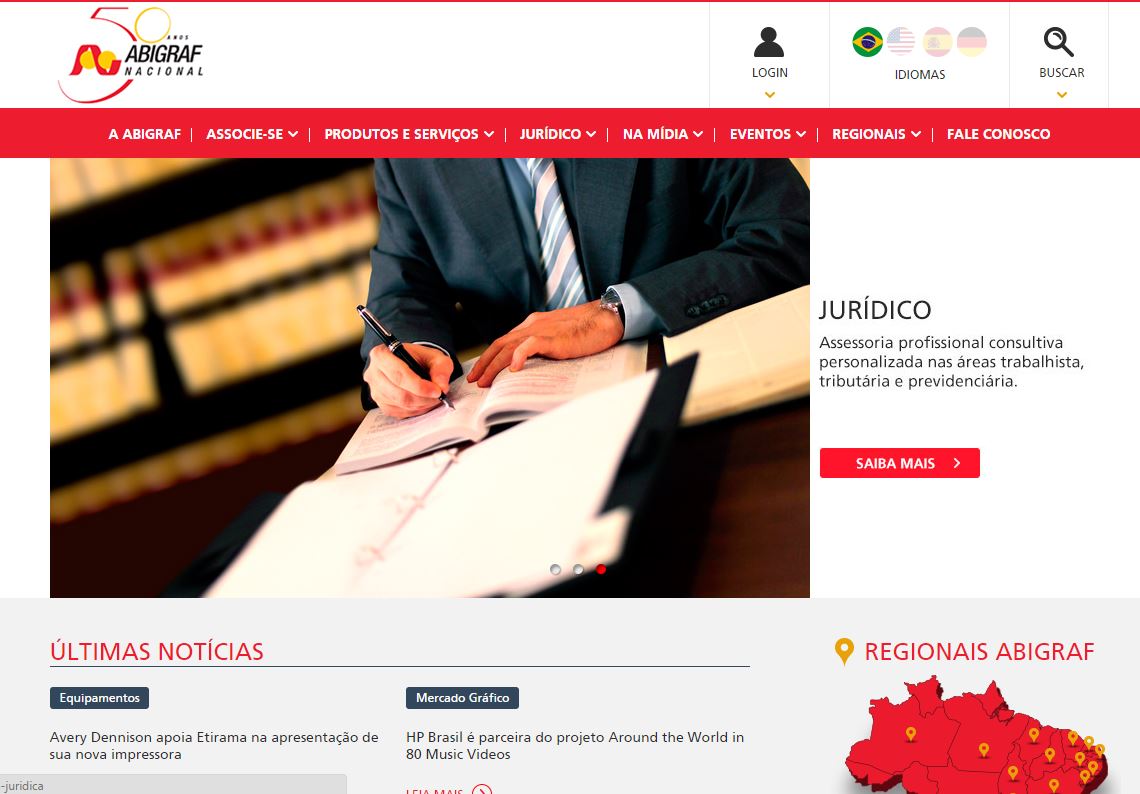 50 ANOS
ABIGRAF
NACIONAL
LOGIN
IDIOMAS
BUSCAR
A ABIGRAF
ASSOCIE-SE
PRODUTOS E SERVIÇOS
JURÍDICO
NA MÍDIA
EVENTOS
REGIONAIS
FALE CONOSCO
JURÍDICO
Assessoria profissional consultiva
personalizada nas áreas trabalhista,
tributária e previdenciária.
SAIBA MAIS
ÚLTIMAS NOTÍCIAS
Equipamentos
Avery Dennison apoia Etirama na apresentação de
sua nova impressora
Mercado Gráfico
HP Brasil é parceira do projeto Around the World in
80 Music Videos
LEIA MAIS
REGIONAIS ABIGRAF
-juridica